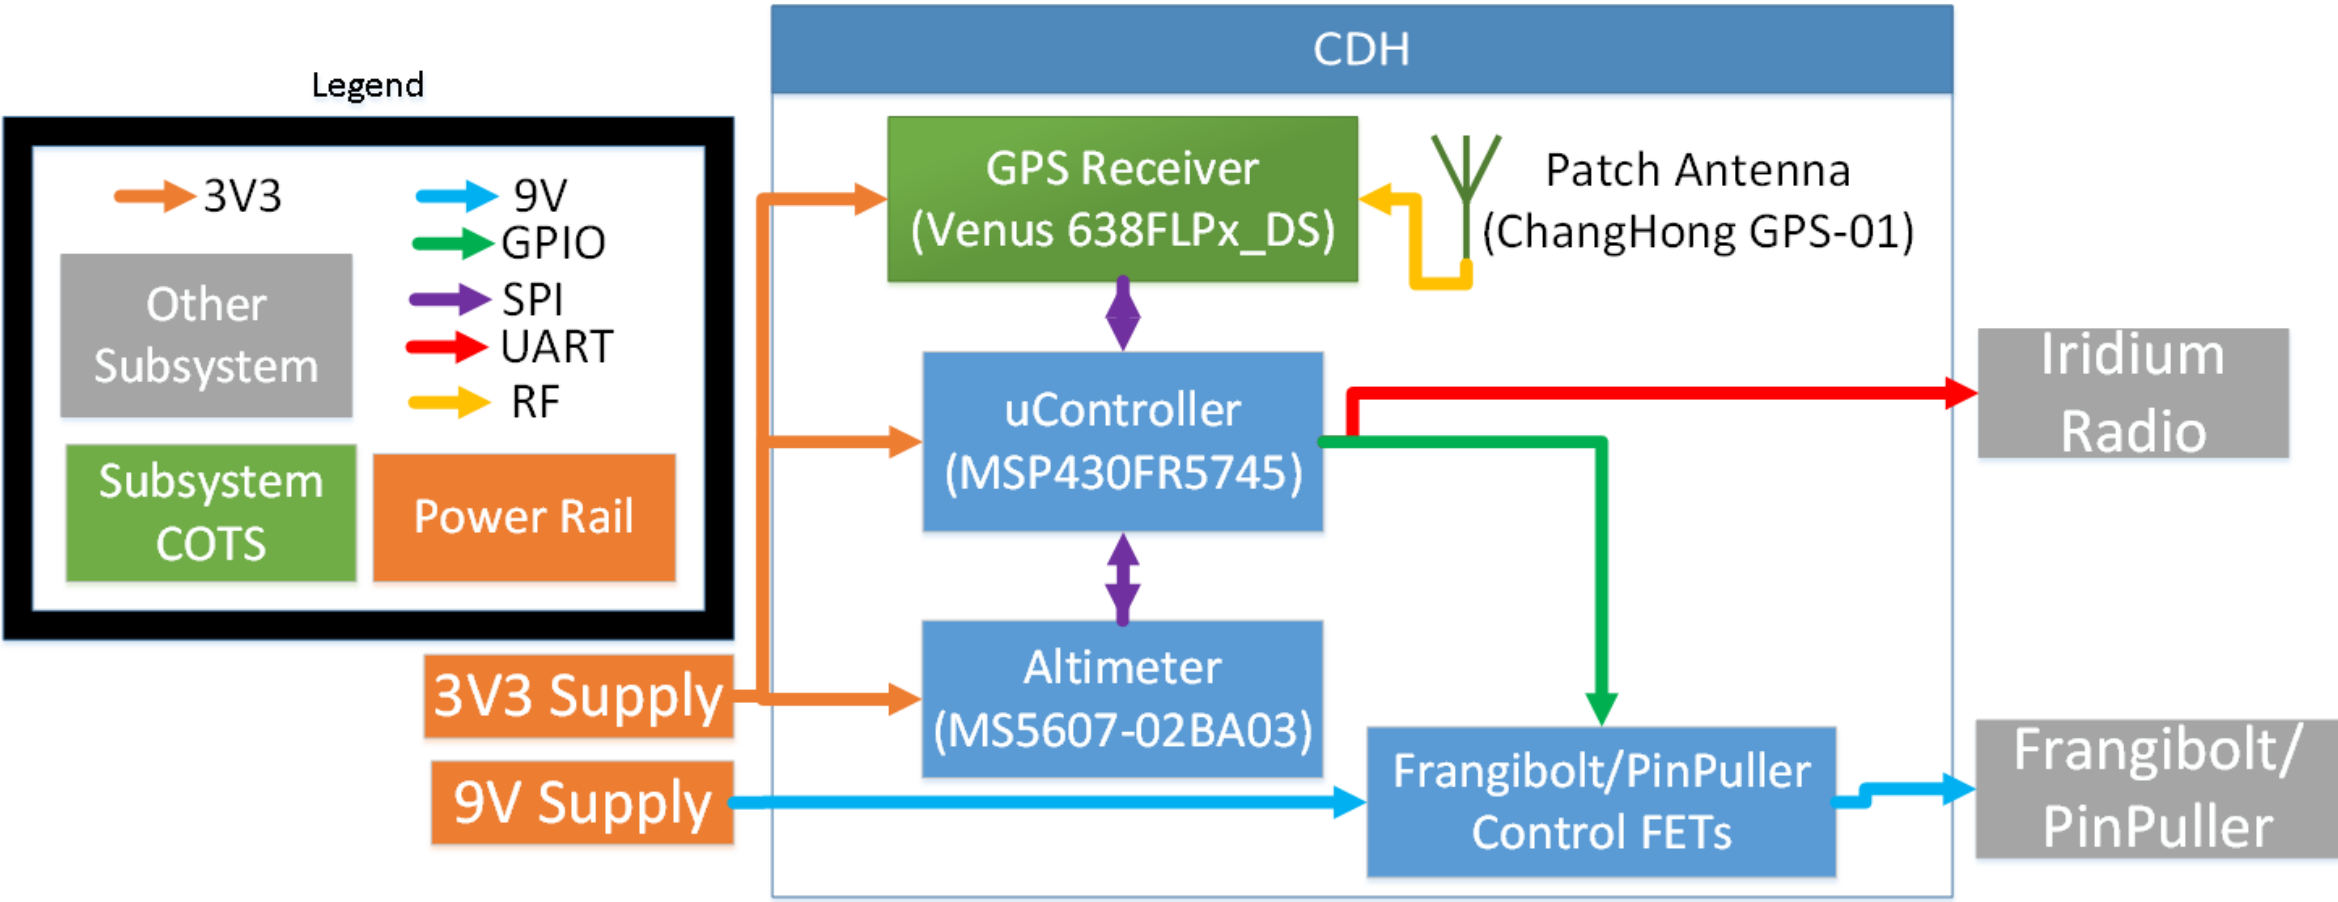 Legend
3V3
9V
GPIO
SPI
UART
RF
Other
Subsystem
Subsystem
COTS
Power Rail
3V3 Supply
9V Supply
CDH
GPS Receiver
(Venus 638FLPx_DS)
Patch Antenna
(ChangHong GPS-01)
uController
(MSP430FR5745)
Altimeter
(MS5607-02BA03)
Frangibolt/PinPuller
Control FETs
Iridium
Radio
Frangibolt/
PinPuller